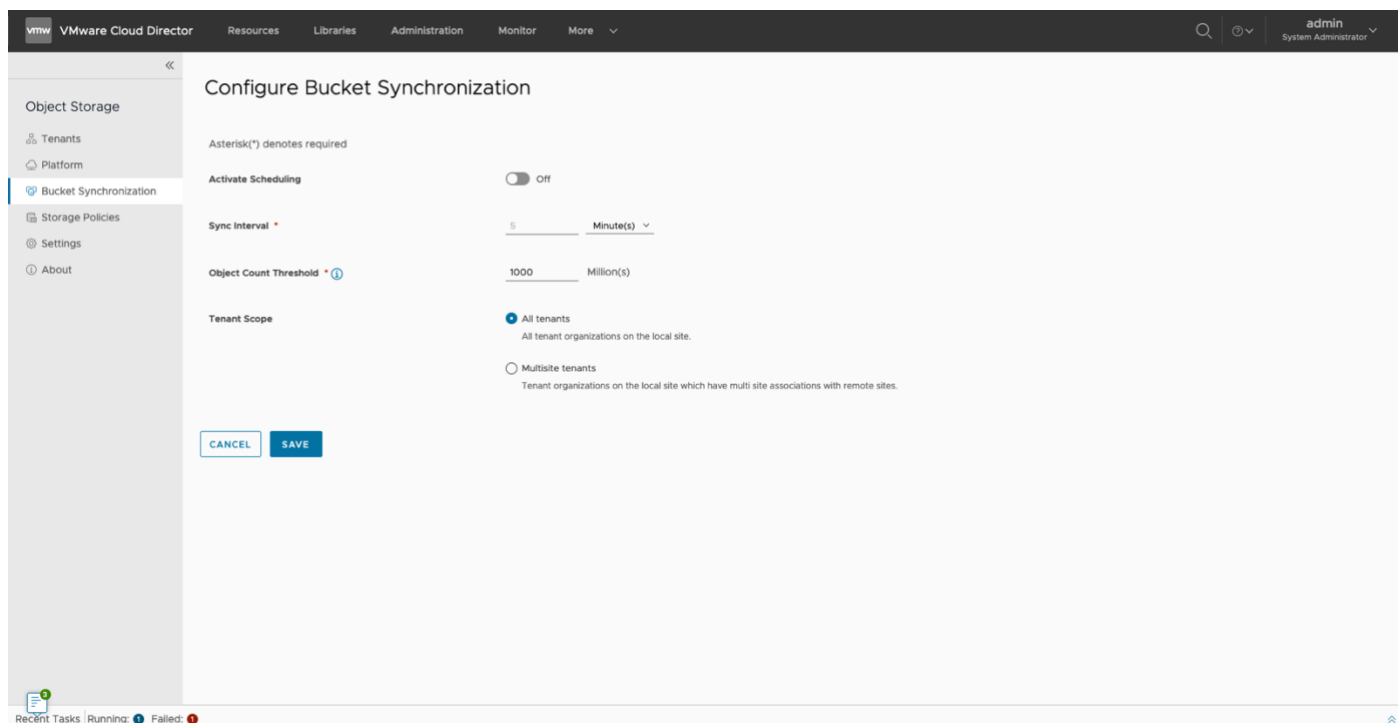 vmw VMware Cloud Director Resources Libraries Administration Monitor More admin
System Administrator
Configure Bucket Synchronization
Object Storage
Tenants
Platform
Bucket Synchronization
Storage Policies
Settings
About
Asterisk(*) denotes required
Activate Scheduling Off
Sync Interval * 5 Minute(s)
Object Count Threshold * 1000 Million(s)
Tenant Scope All tenants
All tenant organizations on the local site.
Multisite tenants
Tenant organizations on the local site which have multi site associations with remote sites.
CANCEL SAVE
3
Recent Tasks Running: 1 Failed: 1